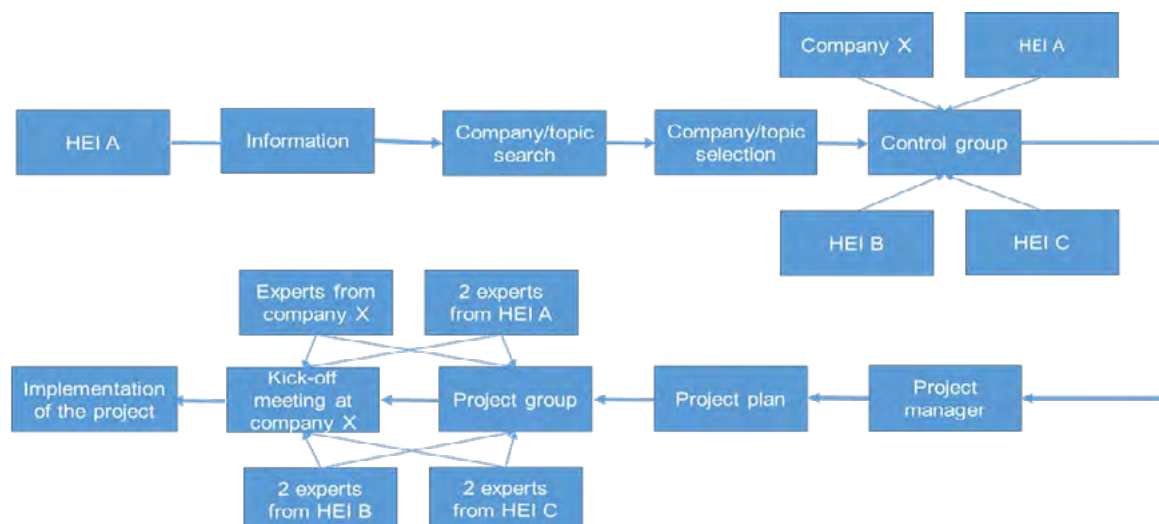 Company X
HEI A
HEI A
Information
Company/topic
search
Company/topic
selection
Control group
HEI B
HEI C
Experts from
company X
2 experts
from HEI A
Implementation
of the project
Kick-off
meeting at
company X
Project group
Project plan
Project
manager
2 experts
from HEI B
2 experts
from HEI C